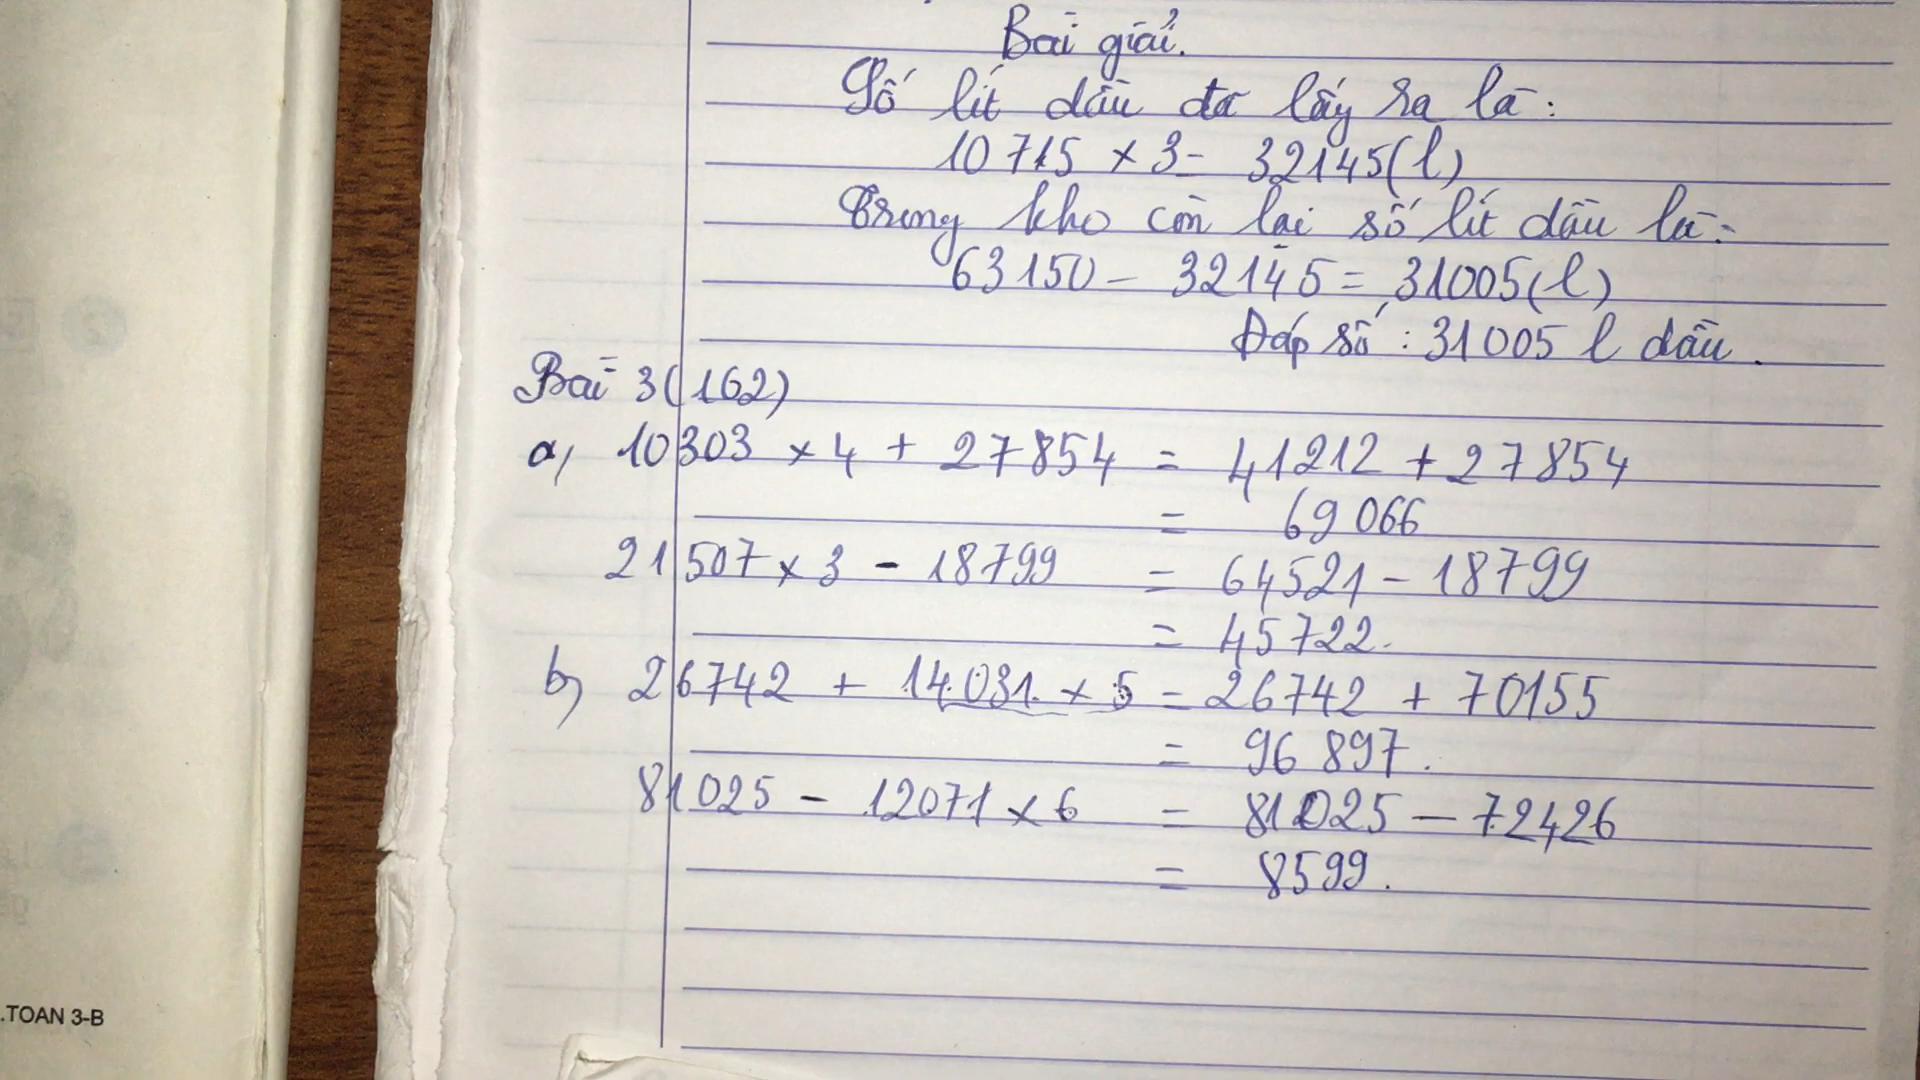 Bài giải.
Số lít dầu đã lấy ra là:
10715 x 3 = 32145(l)
Trong kho còn lại số lít dầu là:
63150 - 32145 = 31005(l)
Đáp số: 31005 l dầu.
Bài 3(162)
a, 10303 x 4 + 27854 = 41212 + 27854
= 69066
21507 x 3 - 18799 = 64521 - 18799
= 45722.
b, 26742 + 14031 x 5 = 26742 + 70155
= 96897.
81025 - 12071 x 6 = 81025 - 72426
= 8599.
.TOAN 3-B